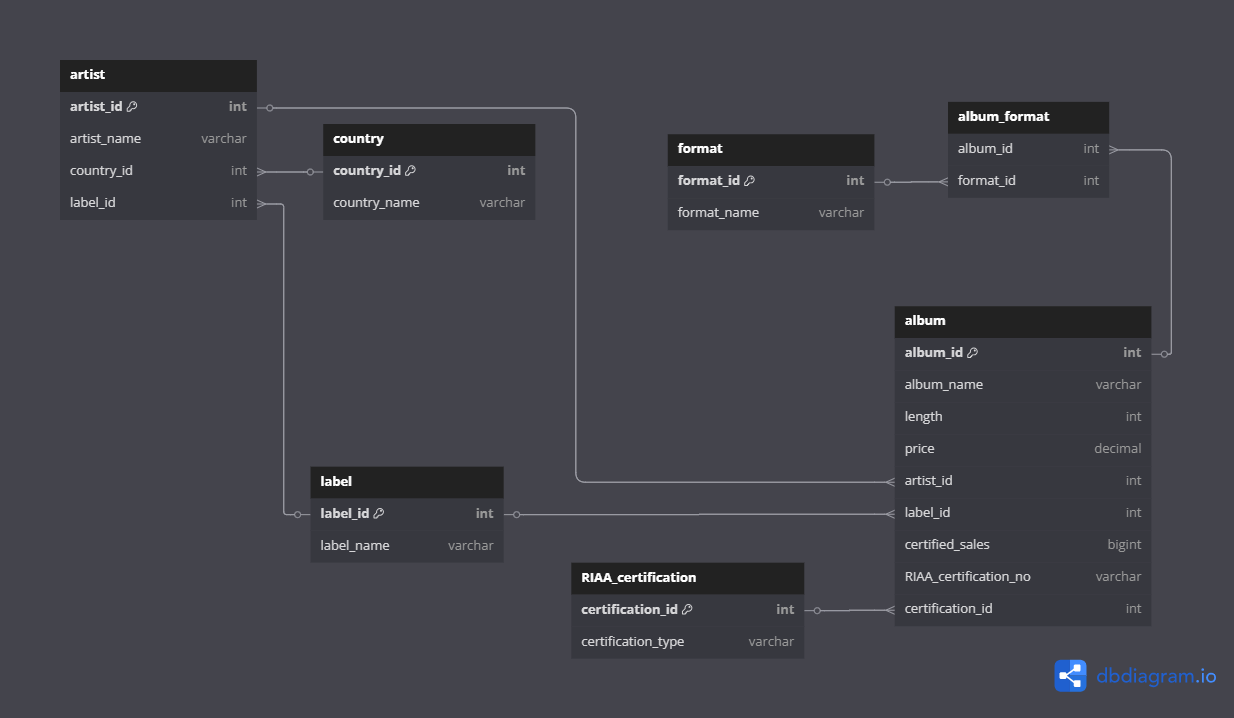 artist
artist_id int
artist_name varchar
country_id int
label_id int
country
country_id int
country_name varchar
format
format_id int
format_name varchar
album_format
album_id int
format_id int
album
album_id int
album_name varchar
length int
price decimal
artist_id int
label_id int
certified_sales bigint
RIAA_certification_no varchar
certification_id int
label
label_id int
label_name varchar
RIAA_certification
certification_id int
certification_type varchar
dbdiagram.io